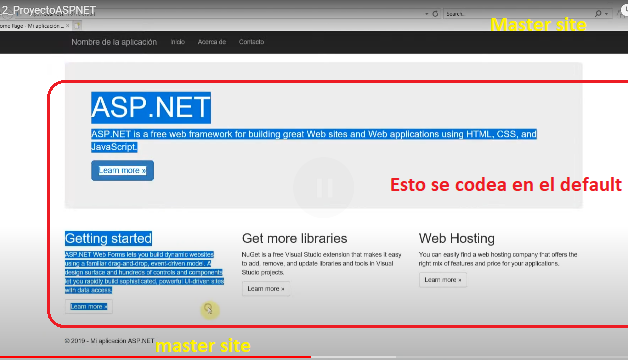 _2_ProyectoASPNET
Search...
ome Page - Mi aplicación ...
Master site
Nombre de la aplicación Inicio Acerca de Contacto
ASP.NET
ASP.NET is a free web framework for building great Web sites and Web applications using HTML, CSS, and
JavaScript.
Learn more »
Esto se codea en el default
Getting started
ASP.NET Web Forms lets you build dynamic websites
using a familiar drag-and-drop, event-driven model. A
design surface and hundreds of controls and components
let you rapidly build sophisticated, powerful UI-driven sites
with data access.
Learn more »
Get more libraries
NuGet is a free Visual Studio extension that makes it easy
to add, remove, and update libraries and tools in Visual
Studio projects.
Learn more »
Web Hosting
You can easily find a web hosting company that offers the
right mix of features and price for your applications.
Learn more »
© 2019 - Mi aplicación ASP.NET
master site